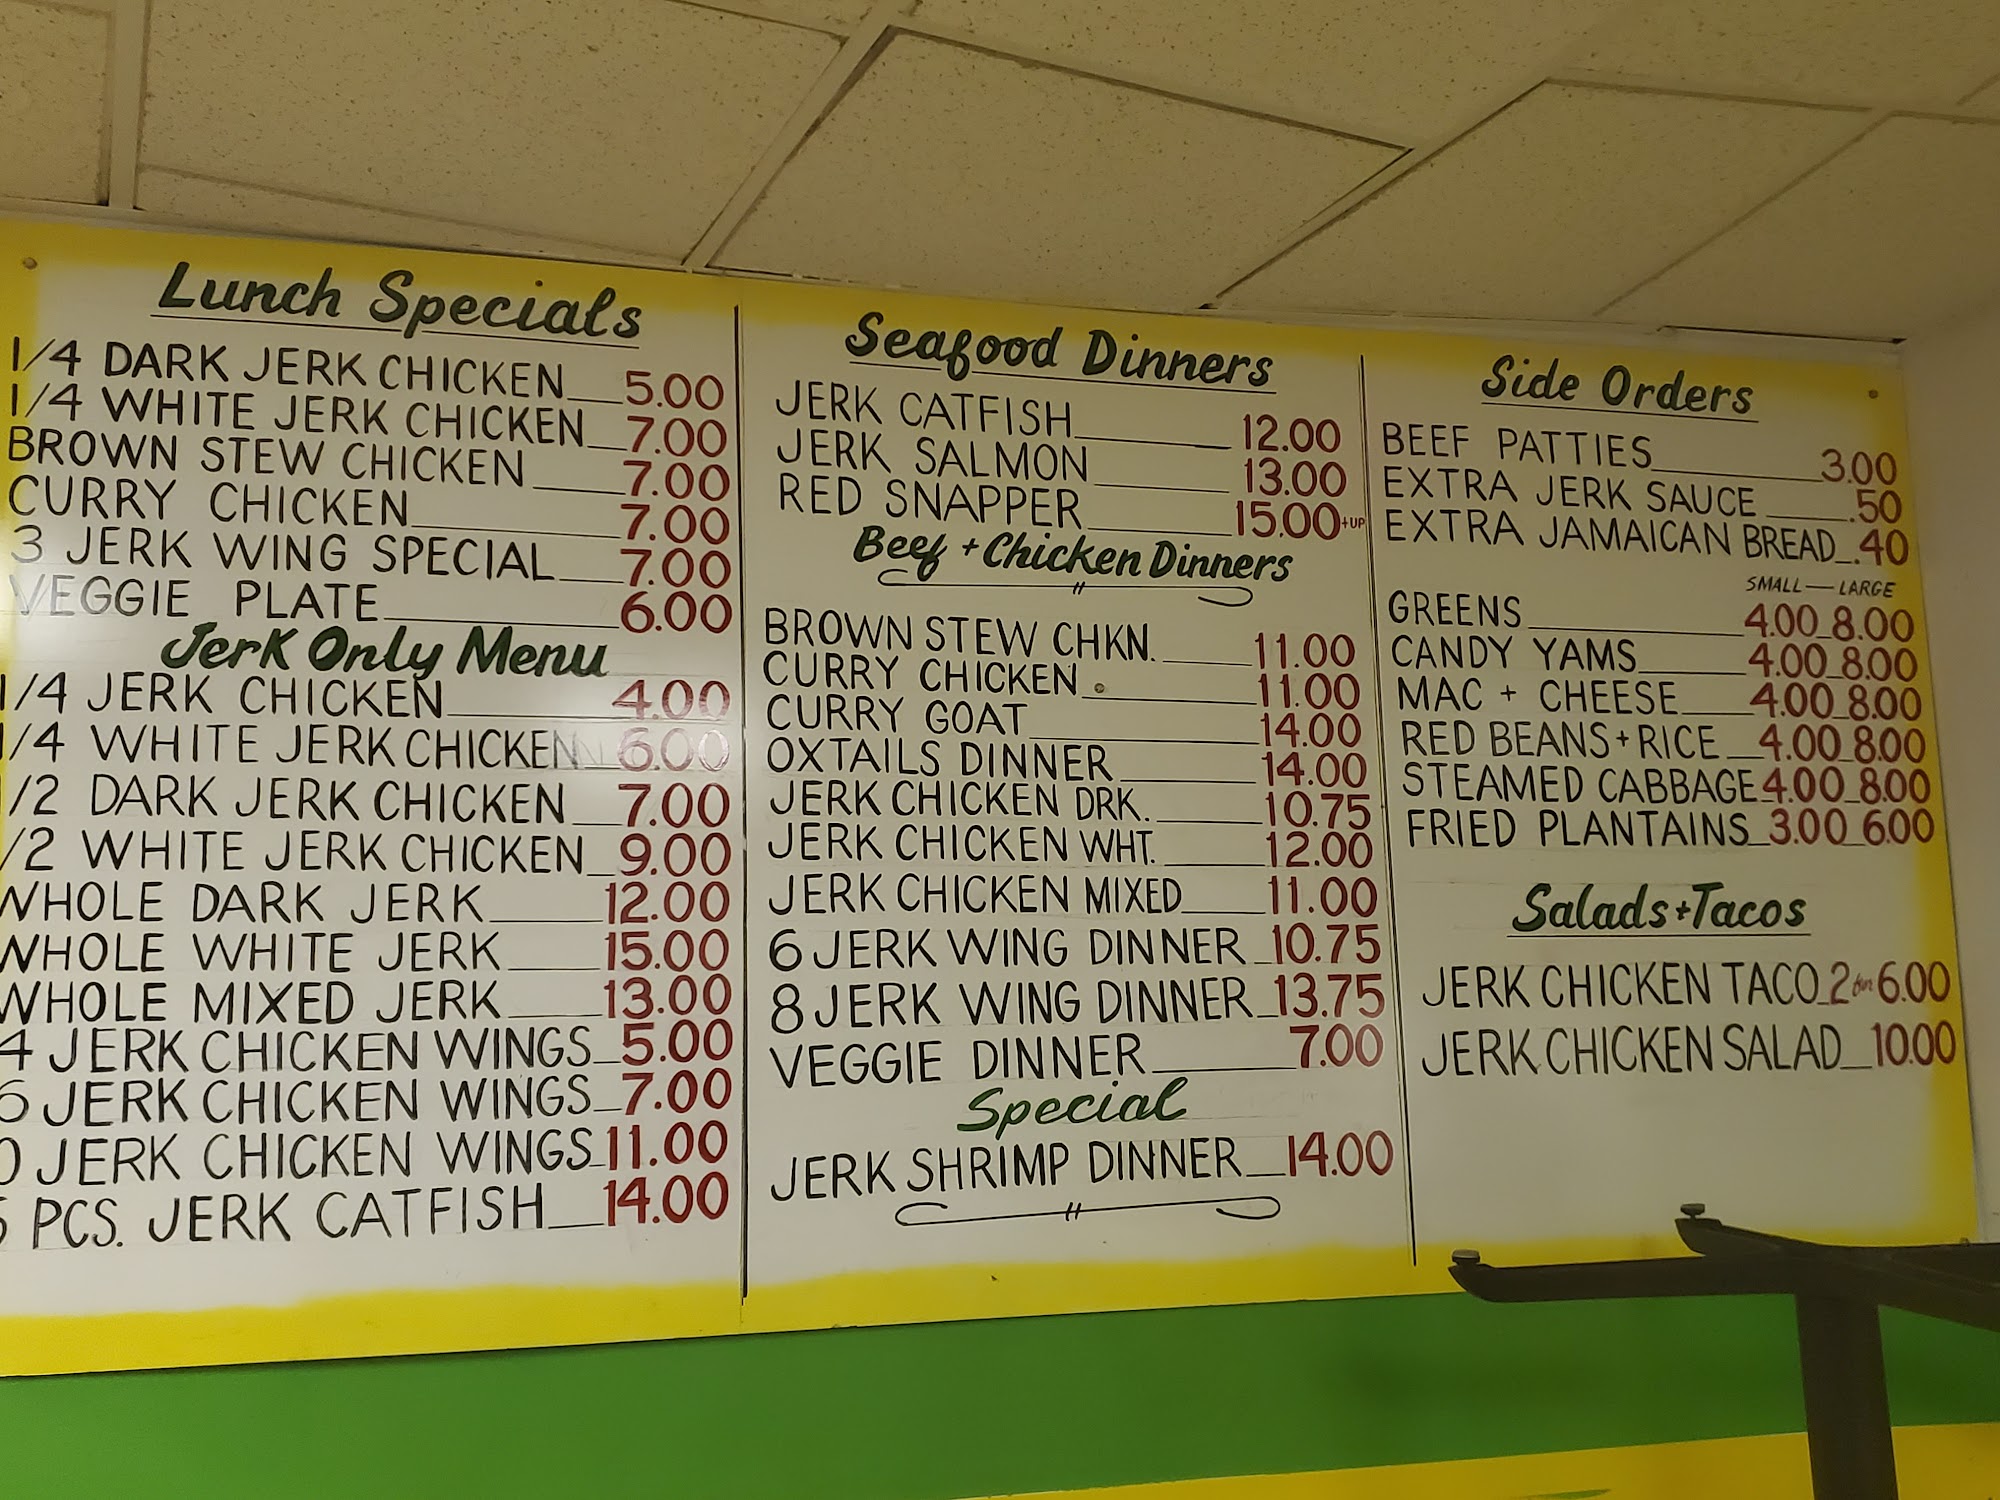 Lunch Specials
1/4 DARK JERK CHICKEN 5.00
1/4 WHITE JERK CHICKEN 7.00
BROWN STEW CHICKEN 7.00
CURRY CHICKEN 7.00
3 JERK WING SPECIAL 7.00
VEGGIE PLATE 6.00
Jerk Only Menu
1/4 JERK CHICKEN 4.00
1/4 WHITE JERK CHICKEN 6.00
/2 DARK JERK CHICKEN 7.00
/2 WHITE JERK CHICKEN 9.00
WHOLE DARK JERK 12.00
WHOLE WHITE JERK 15.00
WHOLE MIXED JERK 13.00
4 JERK CHICKEN WINGS 5.00
6 JERK CHICKEN WINGS 7.00
0 JERK CHICKEN WINGS 11.00
PCS. JERK CATFISH 14.00
Seafood Dinners
JERK CATFISH 12.00
JERK SALMON 13.00
RED SNAPPER 15.00 + UP
Beef + Chicken Dinners
BROWN STEW CHKN. 11.00
CURRY CHICKEN 11.00
CURRY GOAT 14.00
OXTAILS DINNER 14.00
JERK CHICKEN DRK. 10.75
JERK CHICKEN WHT. 12.00
JERK CHICKEN MIXED 11.00
6 JERK WING DINNER 10.75
8 JERK WING DINNER 13.75
VEGGIE DINNER 7.00
Special
JERK SHRIMP DINNER 14.00
Side Orders
BEEF PATTIES 3.00
EXTRA JERK SAUCE .50
EXTRA JAMAICAN BREAD .40
SMALL — LARGE
GREENS 4.00 8.00
CANDY YAMS 4.00 8.00
MAC + CHEESE 4.00 8.00
RED BEANS + RICE 4.00 8.00
STEAMED CABBAGE 4.00 8.00
FRIED PLANTAINS 3.00 6.00
Salads + Tacos
JERK CHICKEN TACO 2 for 6.00
JERK CHICKEN SALAD 10.00